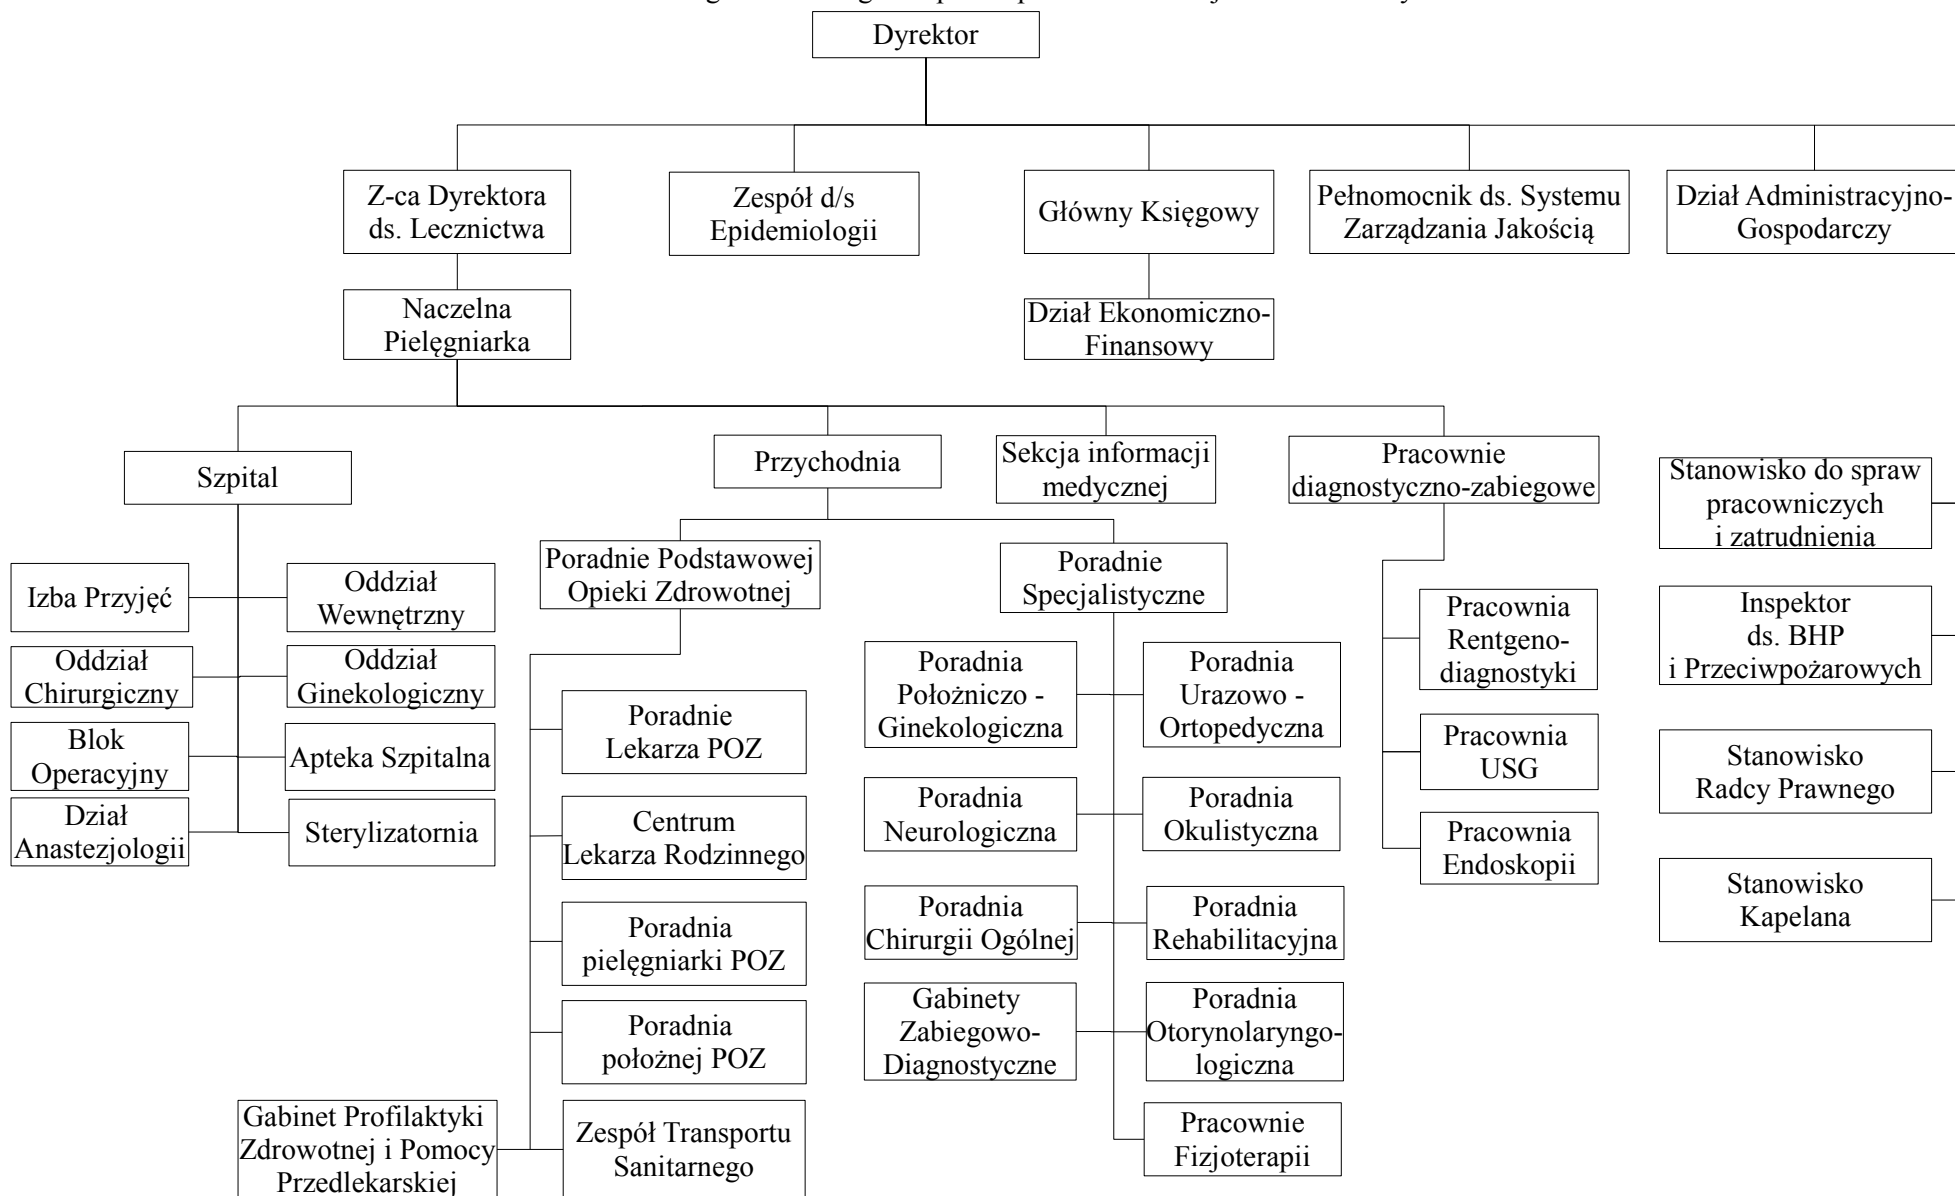 Dyrektor
Z-ca Dyrektora
ds. Lecznictwa
Zespół d/s
Epidemiologii
Główny Księgowy
Pełnomocnik ds. Systemu
Zarządzania Jakością
Dział Administracyjno-
Gospodarczy
Naczelna
Pielęgniarka
Dział Ekonomiczno-
Finansowy
Szpital
Przychodnia
Sekcja informacji
medycznej
Pracownie
diagnostyczno-zabiegowe
Stanowisko do spraw
pracowniczych
i zatrudnienia
Izba Przyjęć
Oddział
Wewnętrzny
Oddział
Chirurgiczny
Oddział
Ginekologiczny
Blok
Operacyjny
Apteka Szpitalna
Dział
Anastezjologii
Sterylizatornia
Poradnie Podstawowej
Opieki Zdrowotnej
Poradnie
Lekarza POZ
Centrum
Lekarza Rodzinnego
Poradnia
pielęgniarki POZ
Poradnia
położnej POZ
Gabinet Profilaktyki
Zdrowotnej i Pomocy
Przedlekarskiej
Zespół Transportu
Sanitarnego
Poradnie
Specjalistyczne
Poradnia
Położniczo -
Ginekologiczna
Poradnia
Urazowo -
Ortopedyczna
Poradnia
Neurologiczna
Poradnia
Okulistyczna
Poradnia
Chirurgii Ogólnej
Poradnia
Rehabilitacyjna
Gabinety
Zabiegowo-
Diagnostyczne
Poradnia
Otorynolaryngo-
logiczna
Pracownie
Fizjoterapii
Pracownia
Rentgeno-
diagnostyki
Pracownia
USG
Pracownia
Endoskopii
Inspektor
ds. BHP
i Przeciwpożarowych
Stanowisko
Radcy Prawnego
Stanowisko
Kapelana